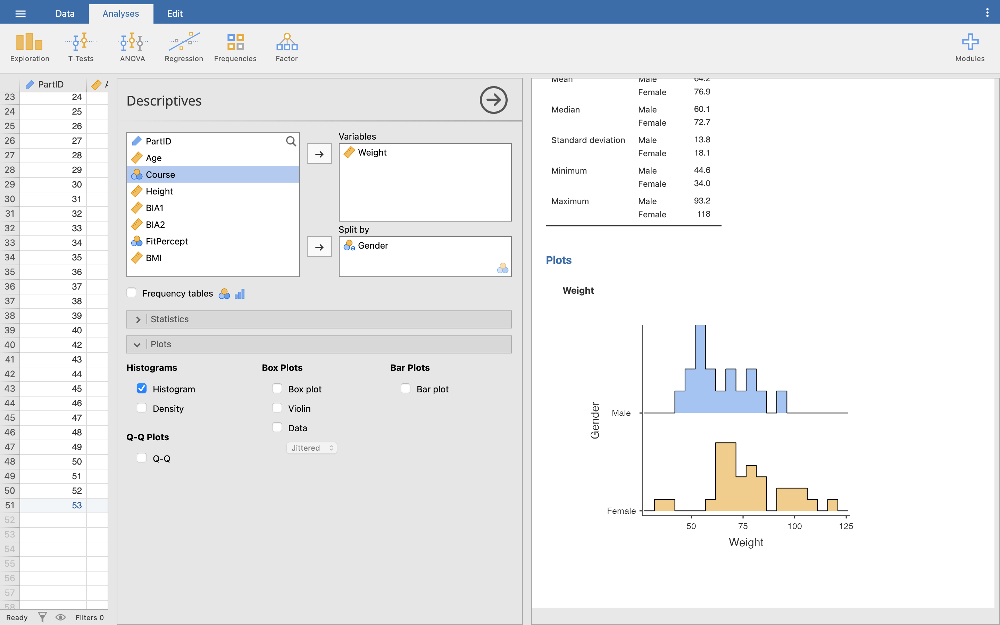 Data Analyses Edit
Exploration T-Tests ANOVA Regression Frequencies Factor Modules
PartID A
23 24
24 25
25 26
26 27
27 28
28 29
29 30
30 31
31 32
32 33
33 34
34 35
35 36
36 37
37 38
38 39
39 40
40 42
41 43
42 44
43 45
44 46
45 47
46 48
47 49
48 50
49 51
50 52
51 53
52
53
54
55
56
57
58
Ready Filters 0
Descriptives
PartID
Age
Course
Height
BIA1
BIA2
FitPercept
BMI
Variables
Weight
Split by
Gender
a
Frequency tables
Statistics
Plots
Histograms Box Plots Bar Plots
Histogram Box plot Bar plot
Density Violin
Data
Q-Q Plots
Jittered
Q-Q
Mean Male 64.2
Female 76.9
Median Male 60.1
Female 72.7
Standard deviation Male 13.8
Female 18.1
Minimum Male 44.6
Female 34.0
Maximum Male 93.2
Female 118
Plots
Weight
Gender
Male
Female
50 75 100 125
Weight